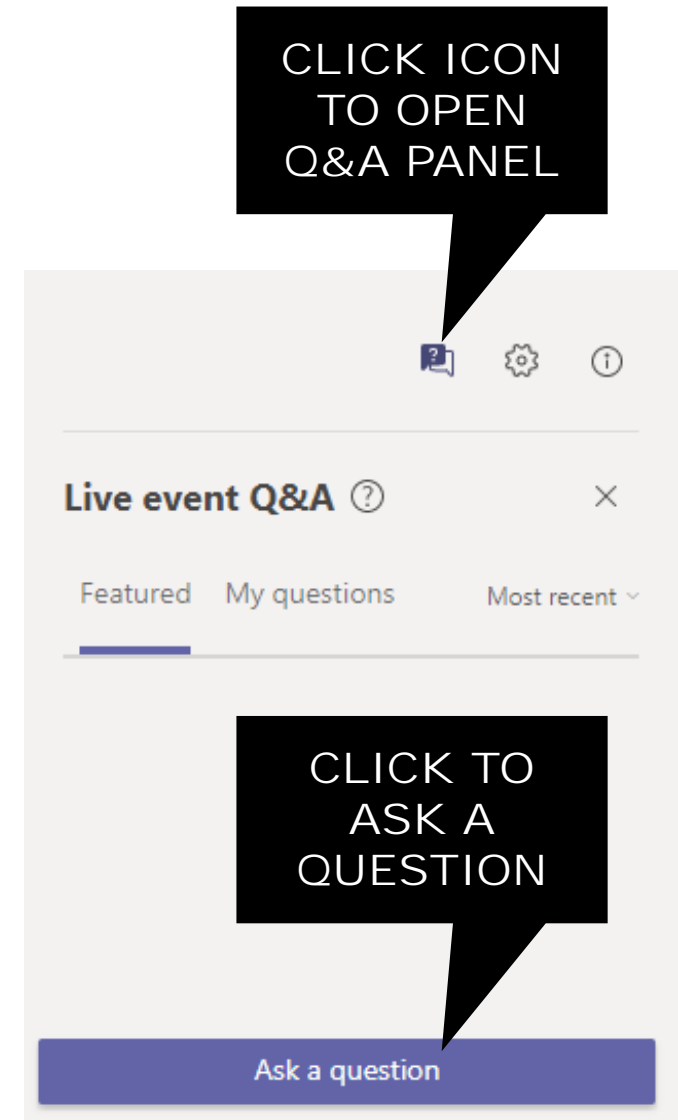 CLICK ICON
TO OPEN
Q&A PANEL
Live event Q&A
Featured My questions Most recent
CLICK TO
ASK A
QUESTION
Ask a question